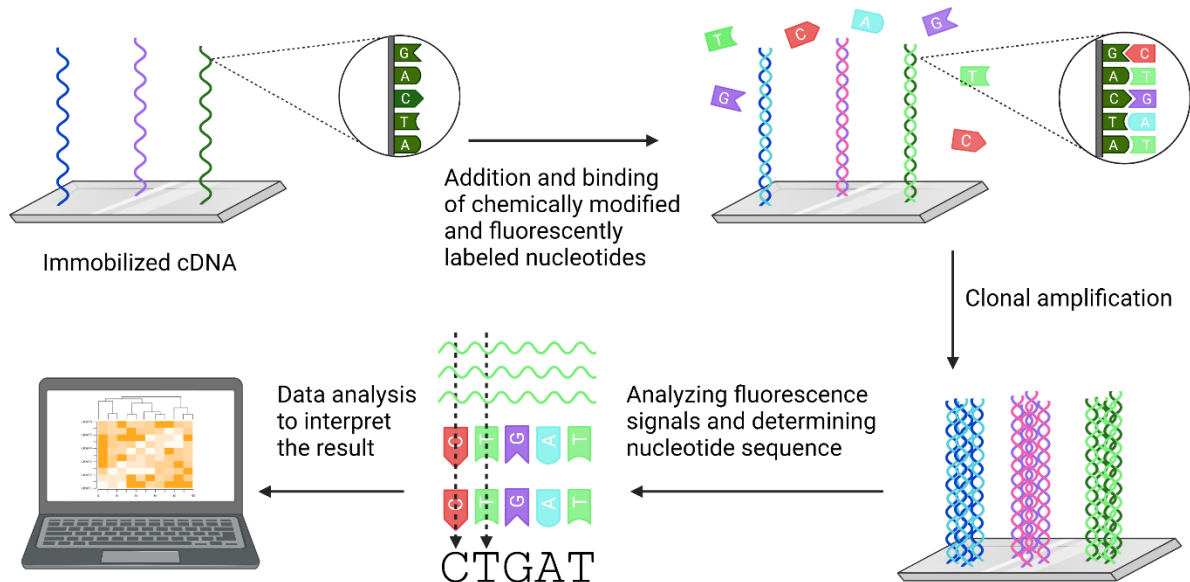 G
A
C
T
A
Immobilized cDNA
Addition and binding
of chemically modified
and fluorescently
labeled nucleotides
T
C
A
G
G
T
C
G C
A T
C G
T A
A T
Clonal amplification
Analyzing fluorescence
signals and determining
nucleotide sequence
C T G A T
C T G A T
CTGAT
Data analysis
to interpret
the result